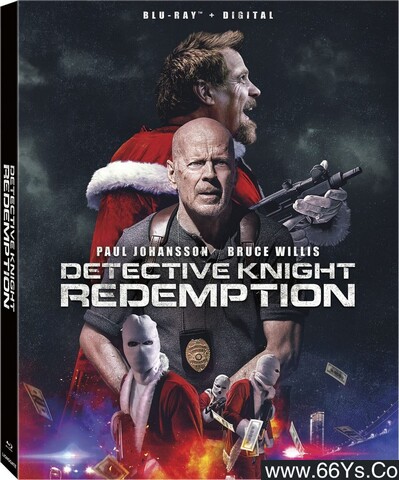 BLU-RAY™ + DIGITAL
PAUL JOHANSSON BRUCE WILLIS
DETECTIVE KNIGHT
REDEMPTION
DETECTIVE KNIGHT
REDEMPTION
www.66Ys.Co